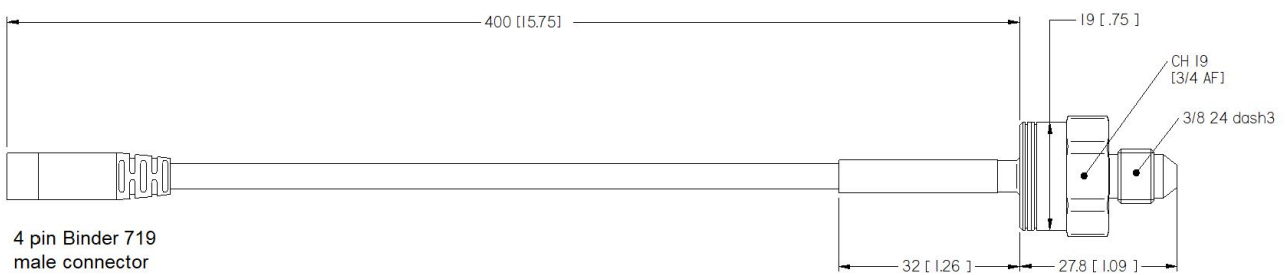 400 [15.75]
19 [ .75 ]
CH 19
[3/4 AF]
3/8 24 dash3
4 pin Binder 719
male connector
32 [ 1.26 ]
27.8 [ 1.09 ]